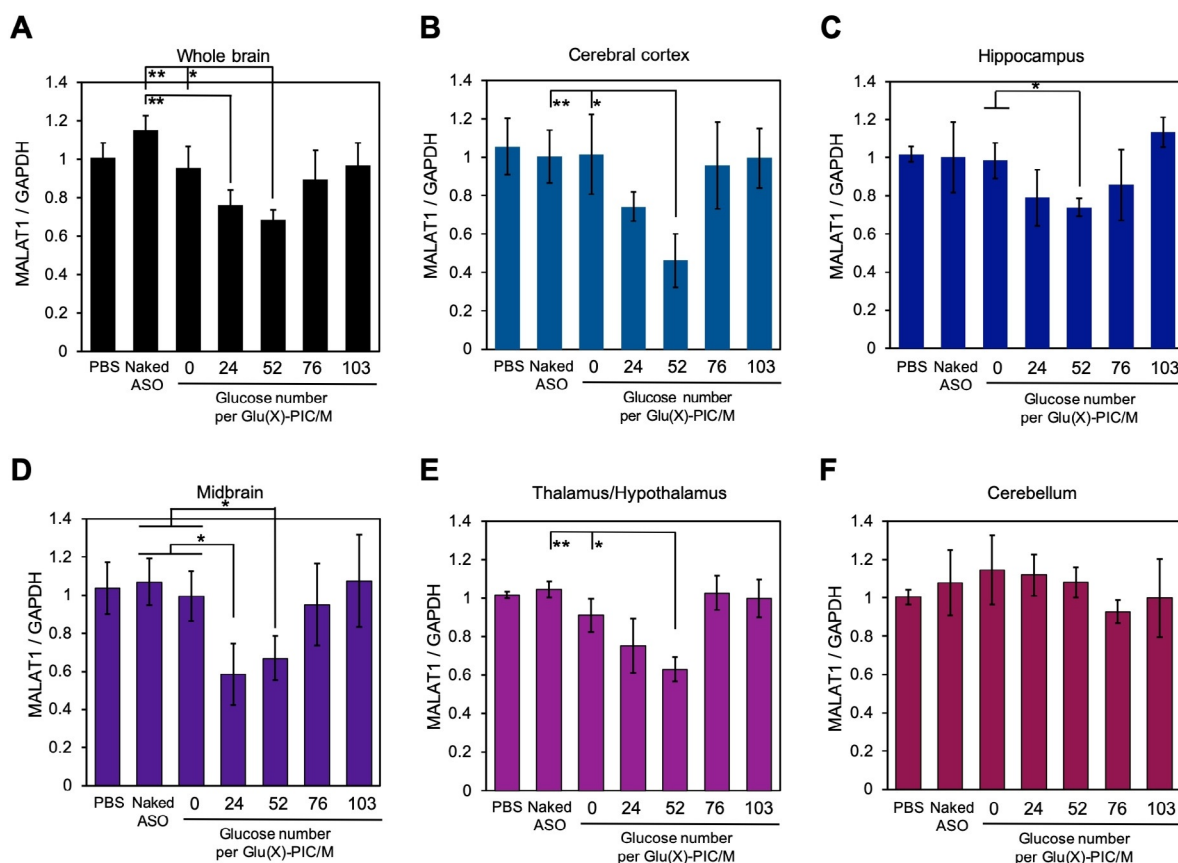 A
Whole brain
** *
**
MALAT1 / GAPDH
1.4
1.2
1
0.8
0.6
0.4
0.2
0
PBS Naked ASO 0 24 52 76 103
Glucose number
per Glu(X)-PIC/M
B
Cerebral cortex
** *
MALAT1 / GAPDH
1.4
1.2
1
0.8
0.6
0.4
0.2
0
PBS Naked ASO 0 24 52 76 103
Glucose number
per Glu(X)-PIC/M
C
Hippocampus
*
MALAT1 / GAPDH
1.4
1.2
1
0.8
0.6
0.4
0.2
0
PBS Naked ASO 0 24 52 76 103
Glucose number
per Glu(X)-PIC/M
D
Midbrain
*
*
MALAT1 / GAPDH
1.4
1.2
1
0.8
0.6
0.4
0.2
0
PBS Naked ASO 0 24 52 76 103
Glucose number
per Glu(X)-PIC/M
E
Thalamus/Hypothalamus
** *
MALAT1 / GAPDH
1.4
1.2
1
0.8
0.6
0.4
0.2
0
PBS Naked ASO 0 24 52 76 103
Glucose number
per Glu(X)-PIC/M
F
Cerebellum
MALAT1 / GAPDH
1.4
1.2
1
0.8
0.6
0.4
0.2
0
PBS Naked ASO 0 24 52 76 103
Glucose number
per Glu(X)-PIC/M